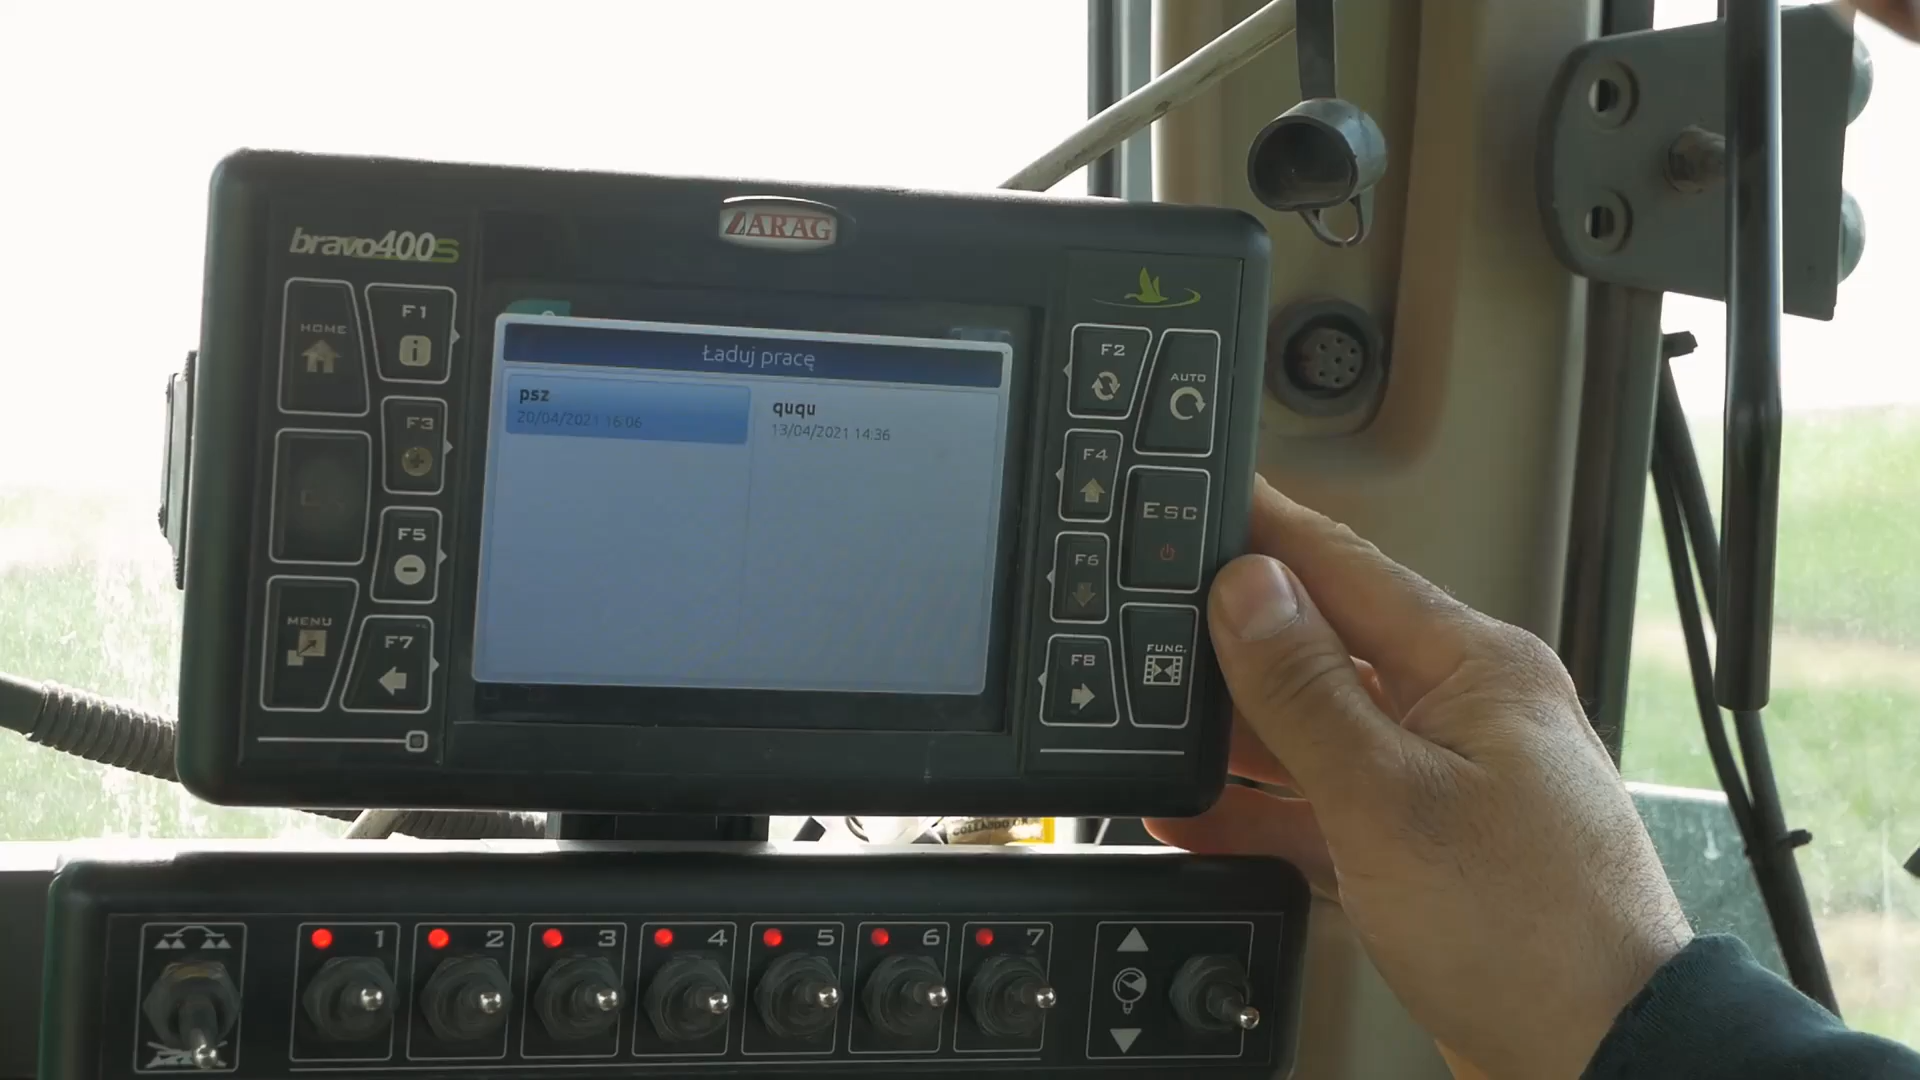 bravo400S
ARAG
HOME
F1
F3
F5
MENU
F7
Ładuj pracę
psz
20/04/2021 16:06
ququ
13/04/2021 14:36
F2
AUTO
F4
ESC
F6
F8
FUNC.
1
2
3
4
5
6
7